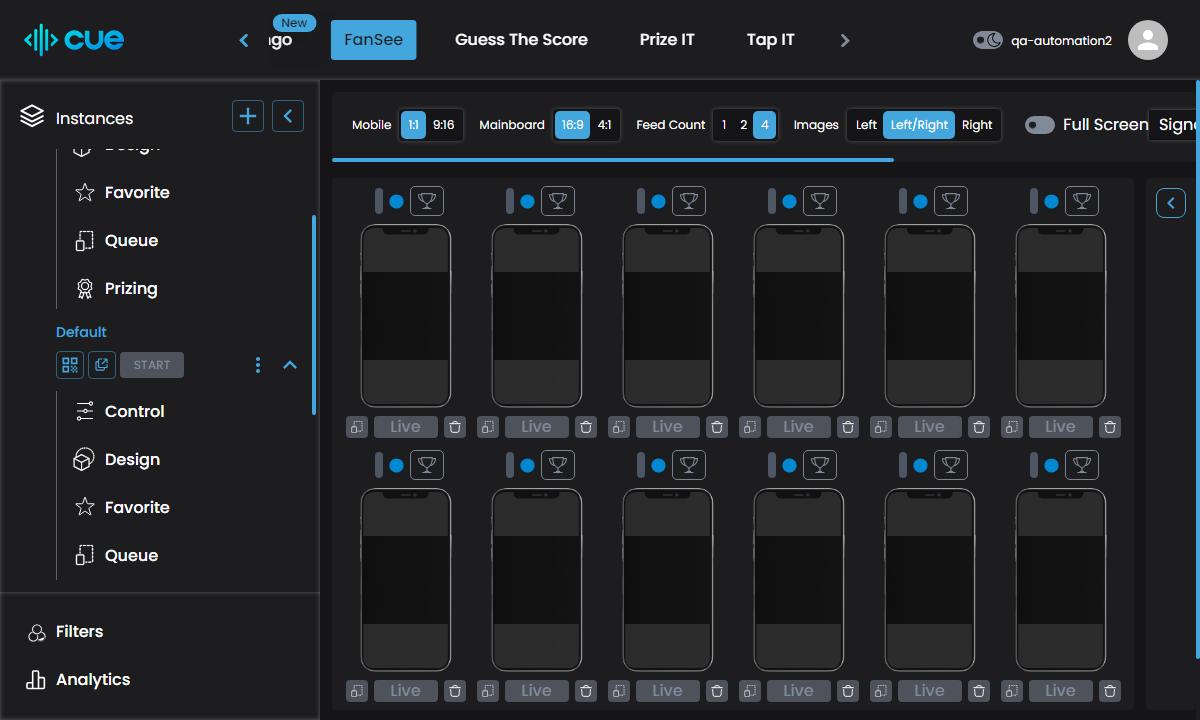 cue
New
FanSee
Guess The Score
Prize IT
Tap IT
qa-automation2
Instances
Design
Favorite
Queue
Prizing
Default
START
Control
Design
Favorite
Queue
Filters
Analytics
Mobile 1:1 9:16
Mainboard 16:9 4:1
Feed Count 1 2 4
Images Left Left/Right Right
Full Screen
Live Live Live Live Live Live
Live Live Live Live Live Live